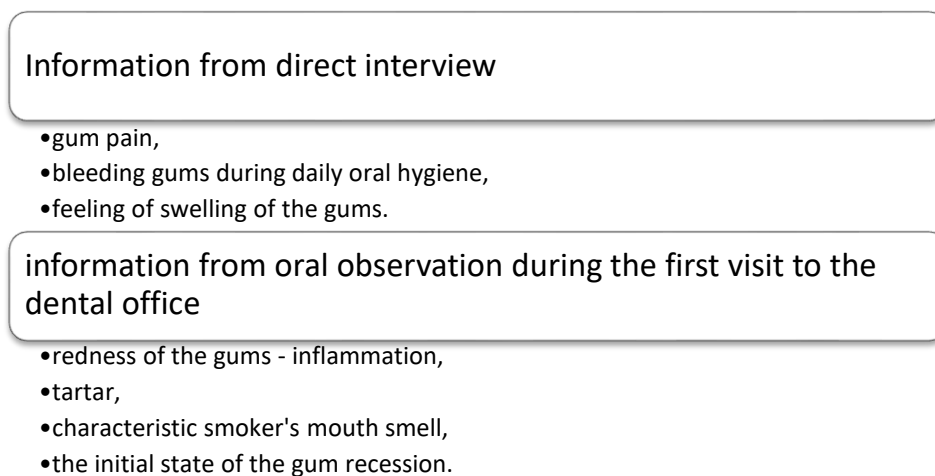 Information from direct interview
•gum pain,
•bleeding gums during daily oral hygiene,
•feeling of swelling of the gums.
information from oral observation during the first visit to the
dental office
•redness of the gums - inflammation,
•tartar,
•characteristic smoker's mouth smell,
•the initial state of the gum recession.